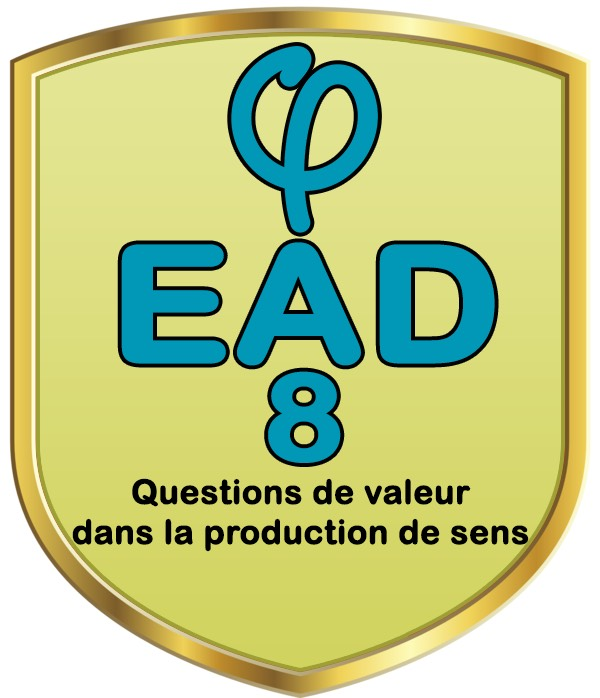 φ
EAD
8
Questions de valeur
dans la production de sens